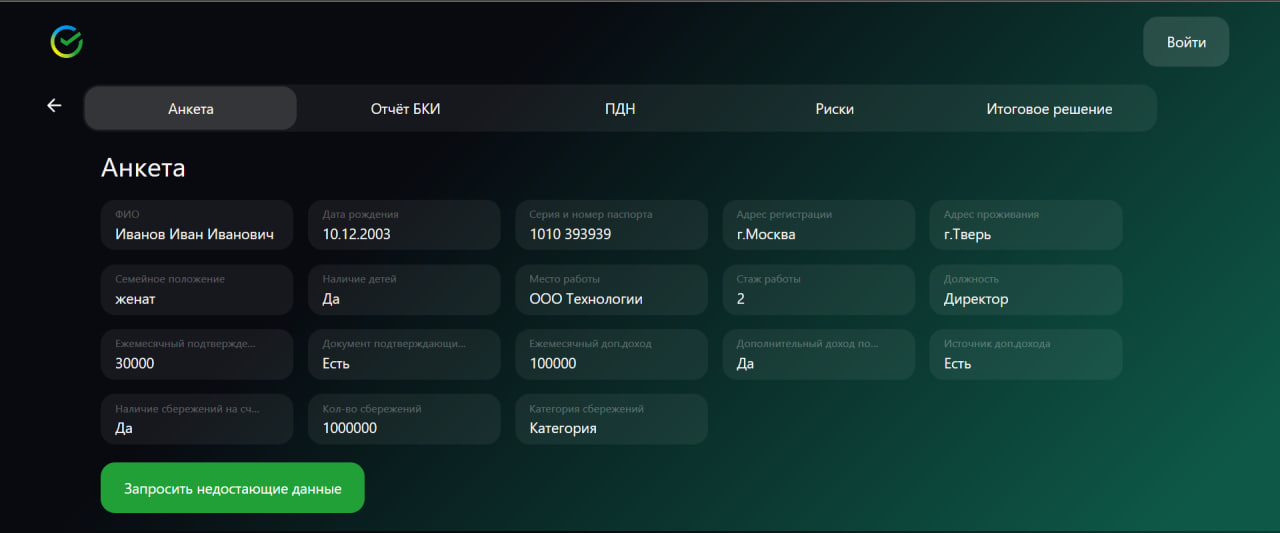 Войти
Анкета
Отчёт БКИ
ПДН
Риски
Итоговое решение
Анкета
ФИО
Иванов Иван Иванович
Дата рождения
10.12.2003
Серия и номер паспорта
1010 393939
Адрес регистрации
г.Москва
Адрес проживания
г.Тверь
Семейное положение
женат
Наличие детей
Да
Место работы
ООО Технологии
Стаж работы
2
Должность
Директор
Ежемесячный подтвержде...
30000
Документ подтверждающи...
Есть
Ежемесячный доп.доход
100000
Дополнительный доход по...
Да
Источник доп.дохода
Есть
Наличие сбережений на сч...
Да
Кол-во сбережений
1000000
Категория сбережений
Категория
Запросить недостающие данные